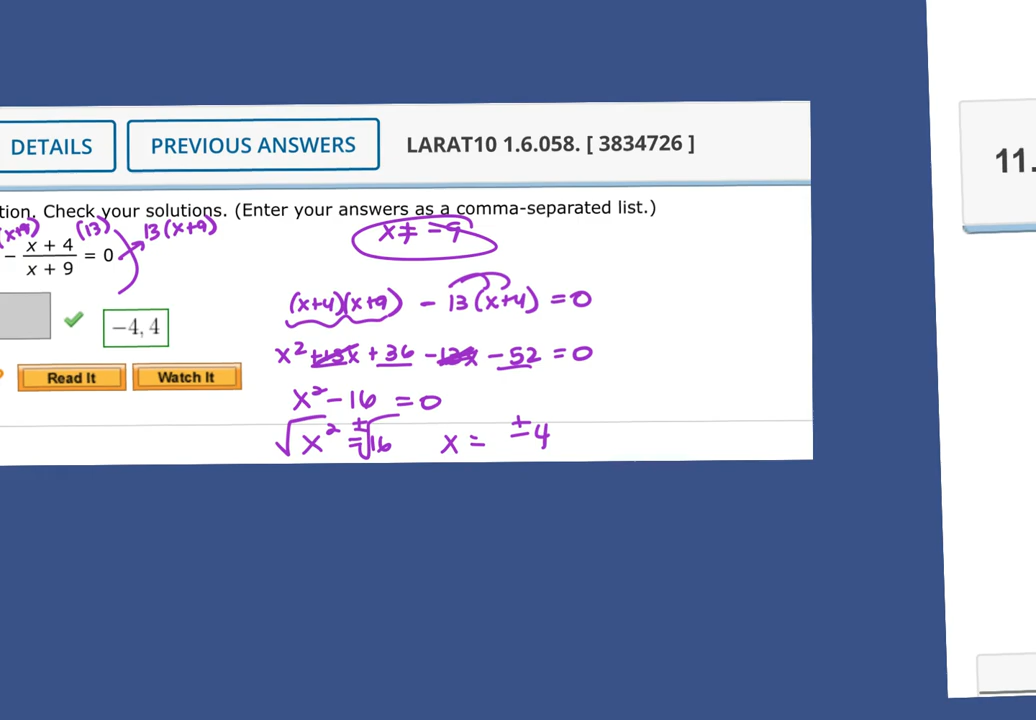 DETAILS PREVIOUS ANSWERS LARAT10 1.6.058. [ 3834726 ]
11.
tion. Check your solutions. (Enter your answers as a comma-separated list.)
(x+9) (13) 13(x+9) x≠ =9
− x + 4 / x + 9 = 0
(x+4)(x+9) − 13(x+4) = 0
−4, 4
x² +13x + 36 −13x − 52 = 0
Read It Watch It
x² − 16 = 0
√x² = ±√16 x = ±4